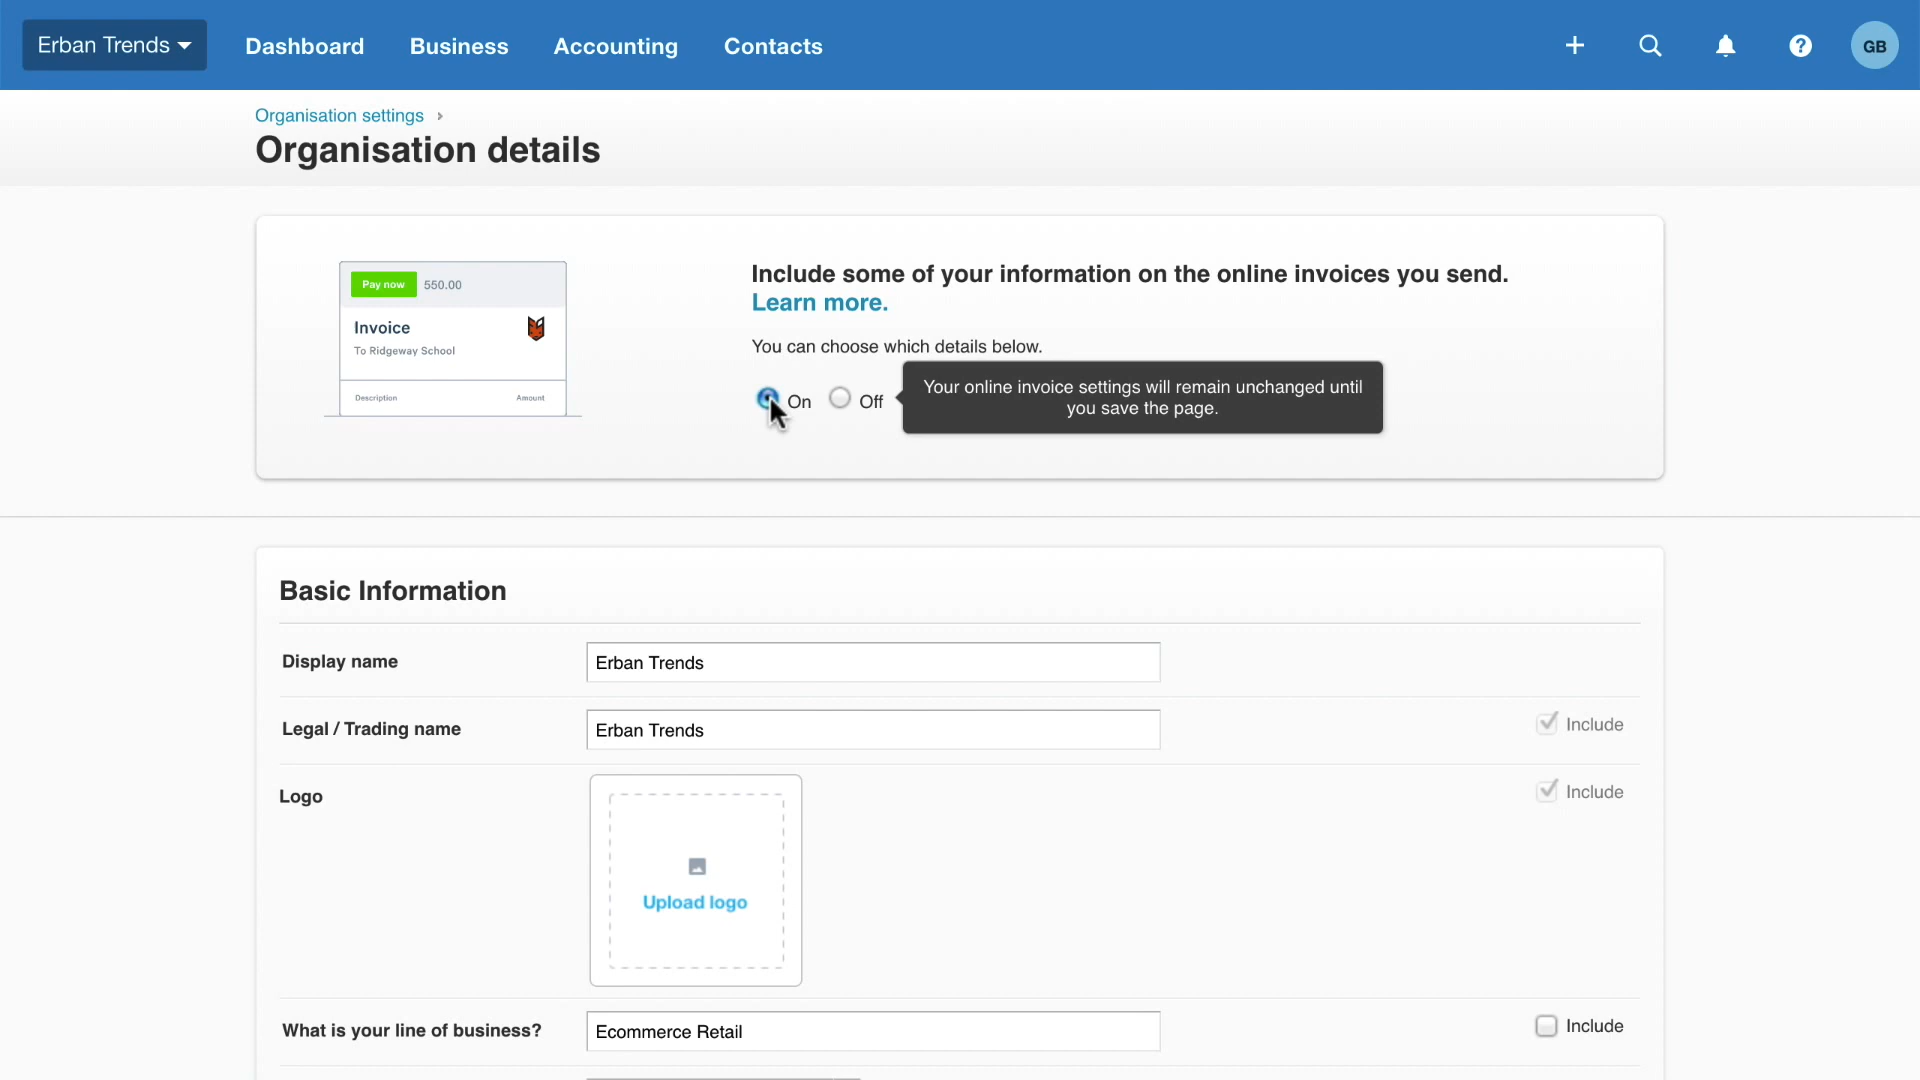 Erban Trends
Dashboard
Business
Accounting
Contacts
GB
Organisation settings
Organisation details
Pay now 550.00
Invoice
To Ridgeway School
Description Amount
Include some of your information on the online invoices you send.
Learn more.
You can choose which details below.
On
Off
Your online invoice settings will remain unchanged until
you save the page.
Basic Information
Display name
Erban Trends
Legal / Trading name
Erban Trends
Include
Logo
Upload logo
Include
What is your line of business?
Ecommerce Retail
Include